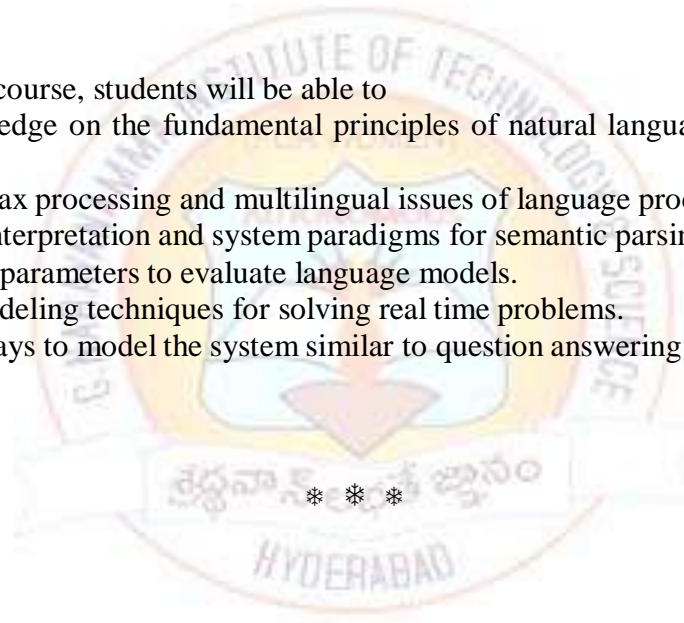 course, students will be able to
edge on the fundamental principles of natural langua
ax processing and multilingual issues of language proc
nterpretation and system paradigms for semantic parsin
parameters to evaluate language models.
deling techniques for solving real time problems.
ays to model the system similar to question answering
* * *
INSTITUTE OF TECHNOLOGY
SCIENCE
G. NARAYANAMMA
HYDERABAD